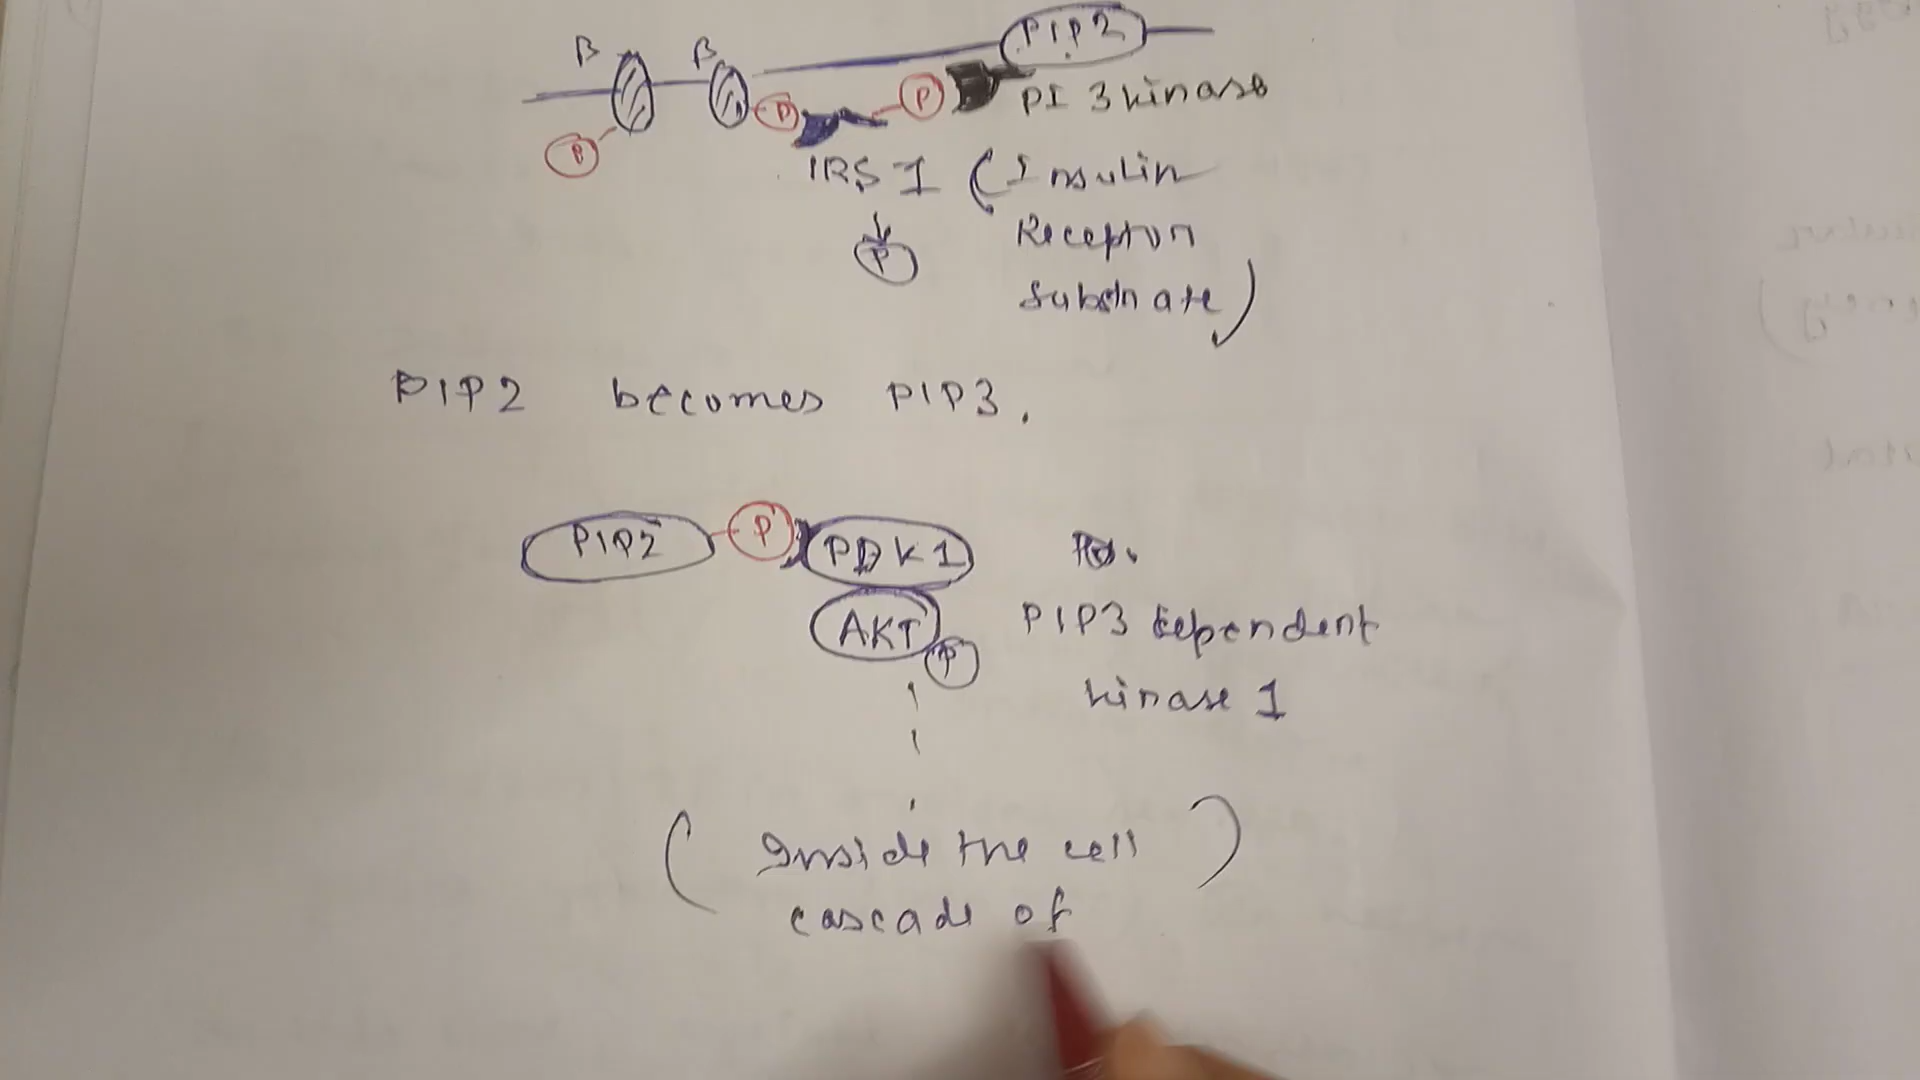 B B PIP2
P P P PI 3 kinase
IRS 1 (Insulin
P Receptor
Substrate)
PIP2 becomes PIP3.
PIP2 P PDK1
AKT P PIP3 dependent
kinase 1
(Inside the cell)
cascade of